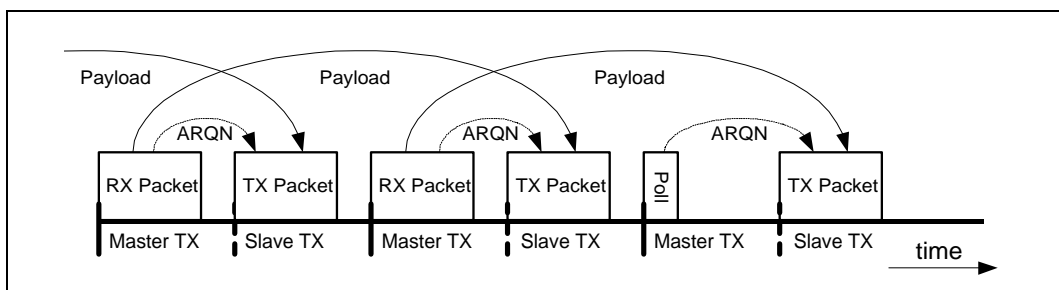 Payload
Payload
Payload
ARQN
ARQN
ARQN
RX Packet
TX Packet
RX Packet
TX Packet
Poll
TX Packet
Master TX
Slave TX
Master TX
Slave TX
Master TX
Slave TX
time